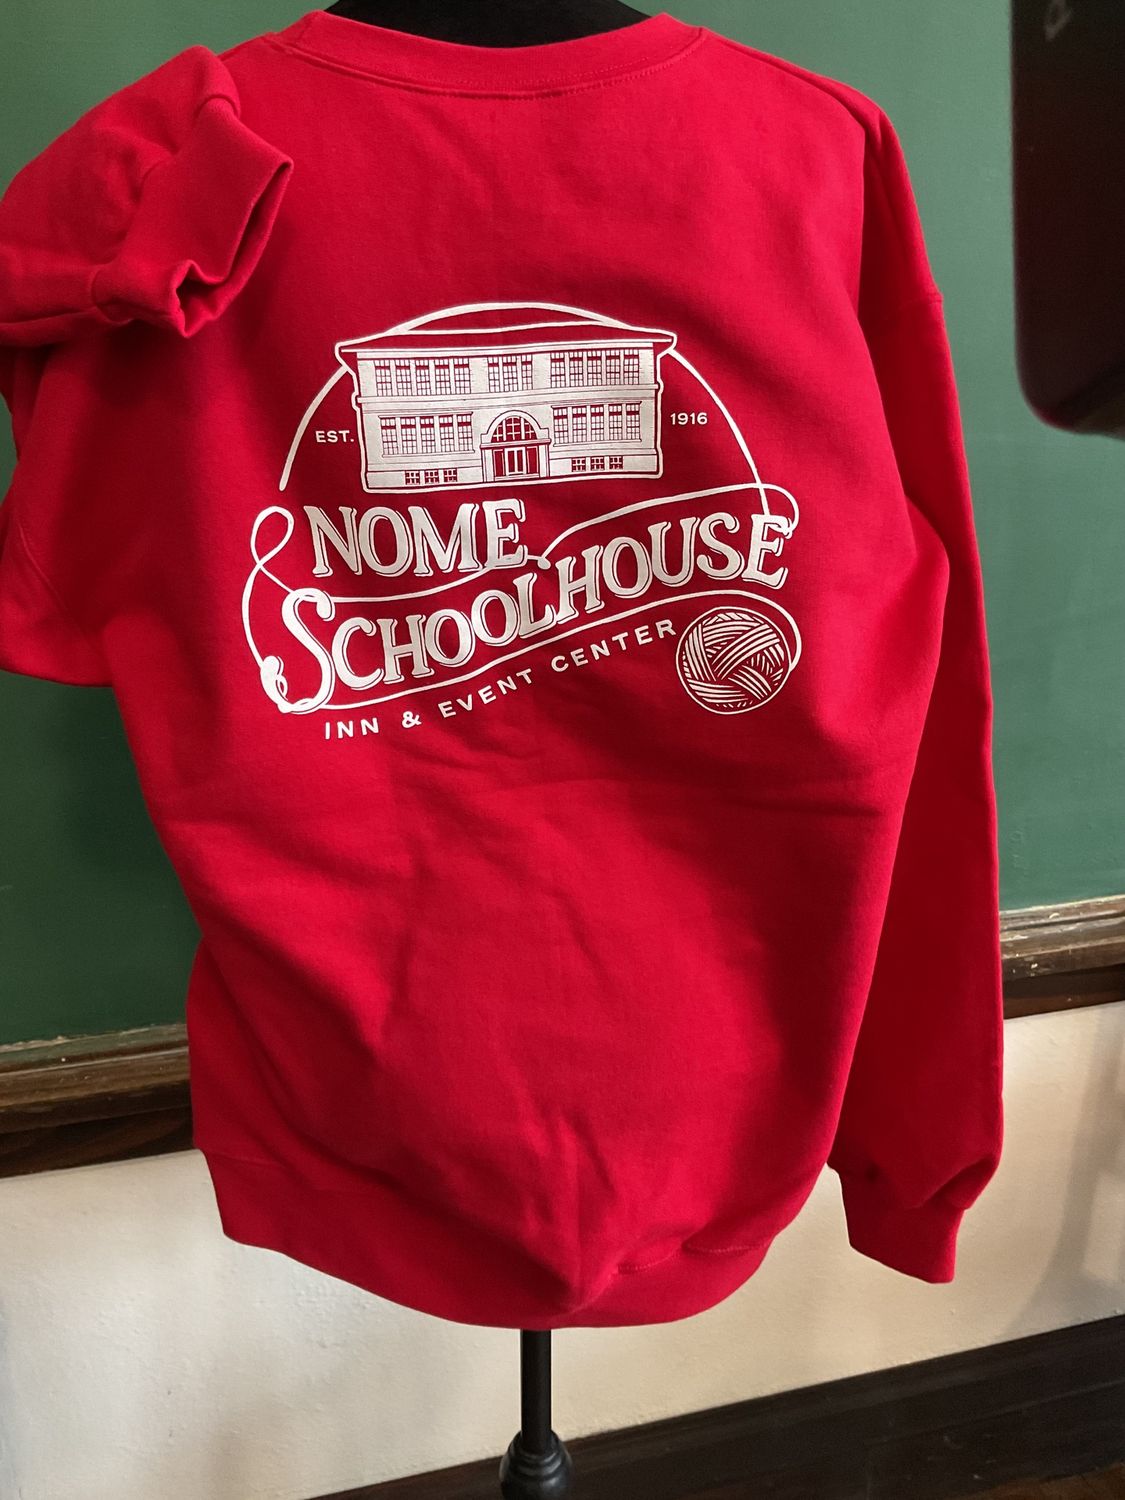 EST. 1916
NOME
SCHOOLHOUSE
INN & EVENT CENTER